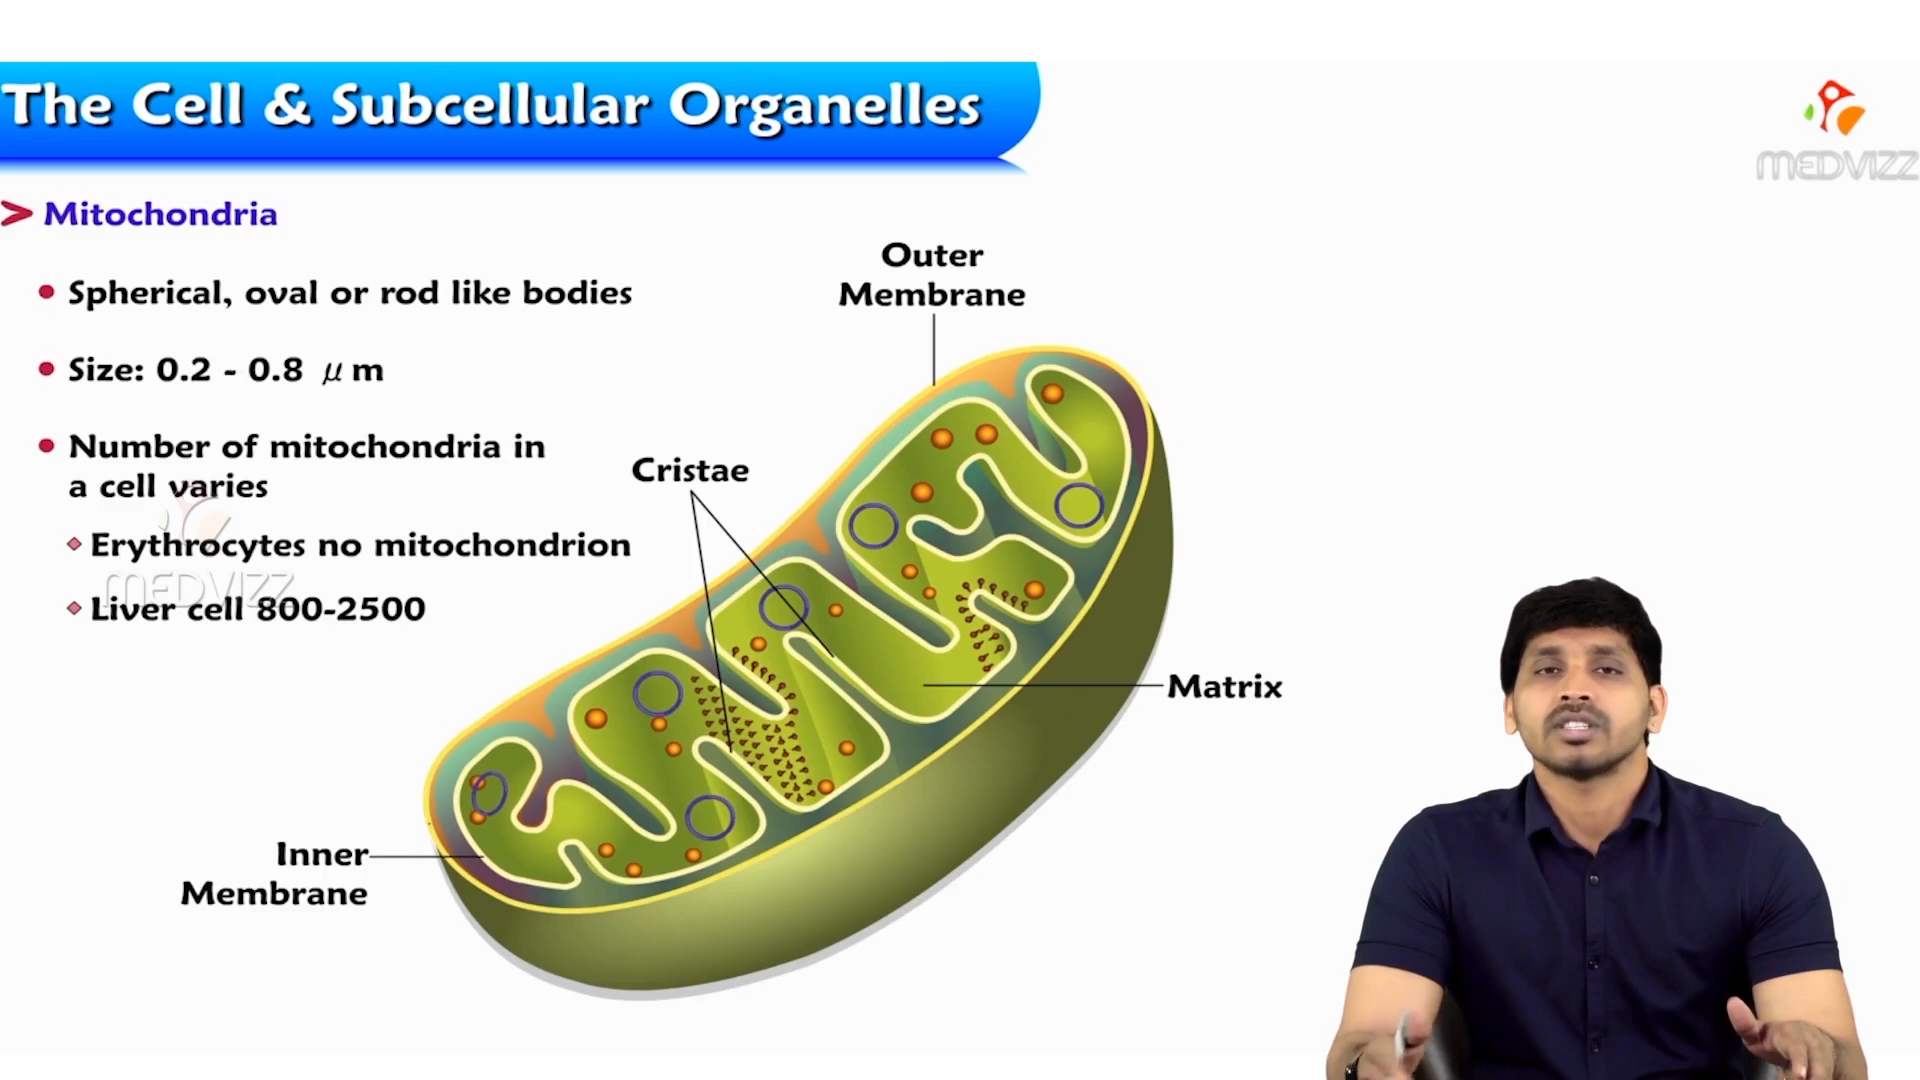 The Cell & Subcellular Organelles
MEDVIZZ
> Mitochondria
Spherical, oval or rod like bodies
Size: 0.2 - 0.8 μm
Number of mitochondria in
a cell varies
Erythrocytes no mitochondrion
MEDVIZZ
Liver cell 800-2500
Outer
Membrane
Cristae
Matrix
Inner
Membrane